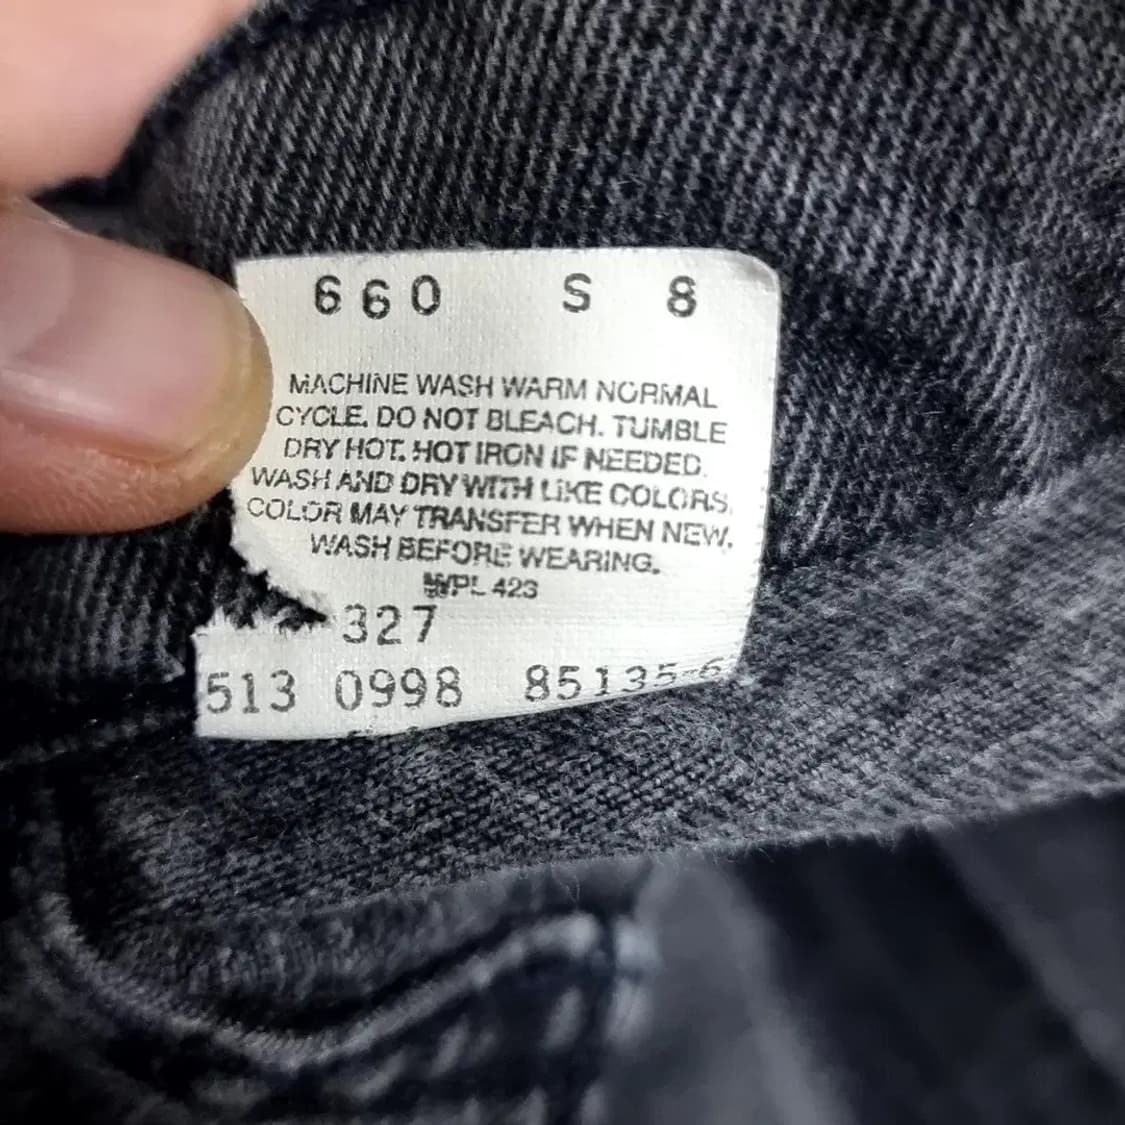 660 S 8
MACHINE WASH WARM NORMAL
CYCLE. DO NOT BLEACH. TUMBLE
DRY HOT. HOT IRON IF NEEDED.
WASH AND DRY WITH LIKE COLORS.
COLOR MAY TRANSFER WHEN NEW.
WASH BEFORE WEARING.
WPL 423
327
513 0998 85135-6